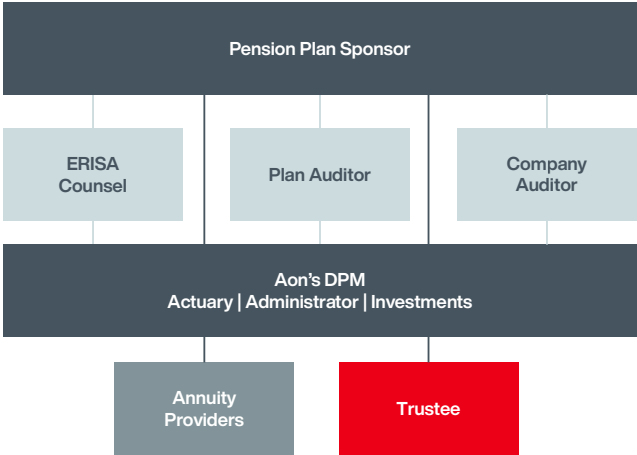 Pension Plan Sponsor
ERISA
Counsel
Plan Auditor
Company
Auditor
Aon's DPM
Actuary | Administrator | Investments
Annuity
Providers
Trustee